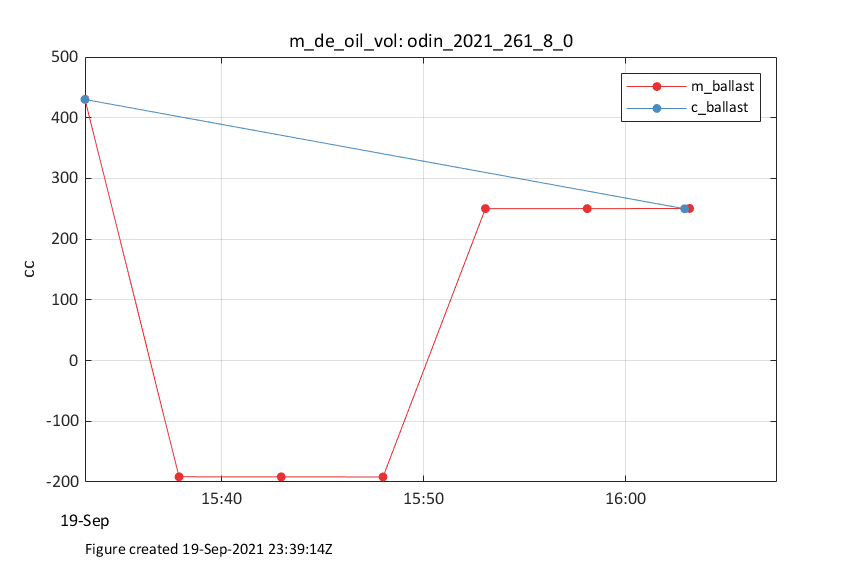 m_de_oil_vol: odin_2021_261_8_0
500
400
300
200
100
0
-100
-200
cc
m_ballast
c_ballast
15:40
15:50
16:00
19-Sep
Figure created 19-Sep-2021 23:39:14Z